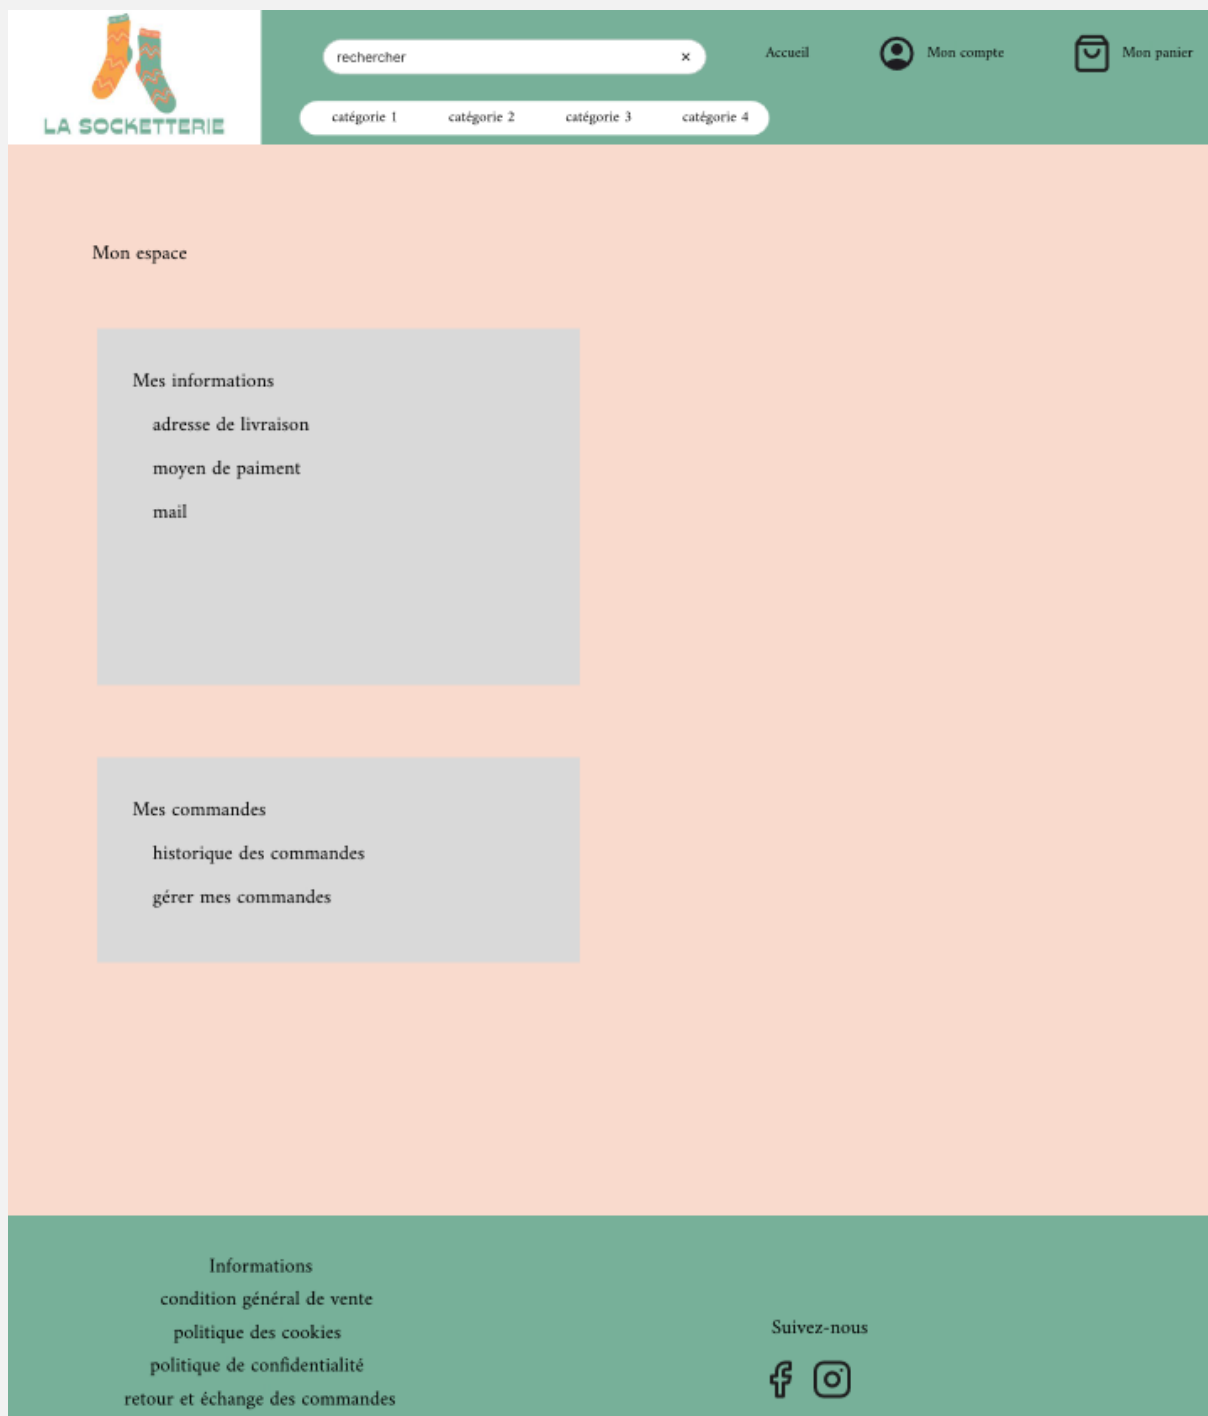 LA SOCKETTERIE
rechercher
Accueil
Mon compte
Mon panier
catégorie 1
catégorie 2
catégorie 3
catégorie 4
Mon espace
Mes informations
adresse de livraison
moyen de paiment
mail
Mes commandes
historique des commandes
gérer mes commandes
Informations
condition général de vente
politique des cookies
politique de confidentialité
retour et échange des commandes
Suivez-nous